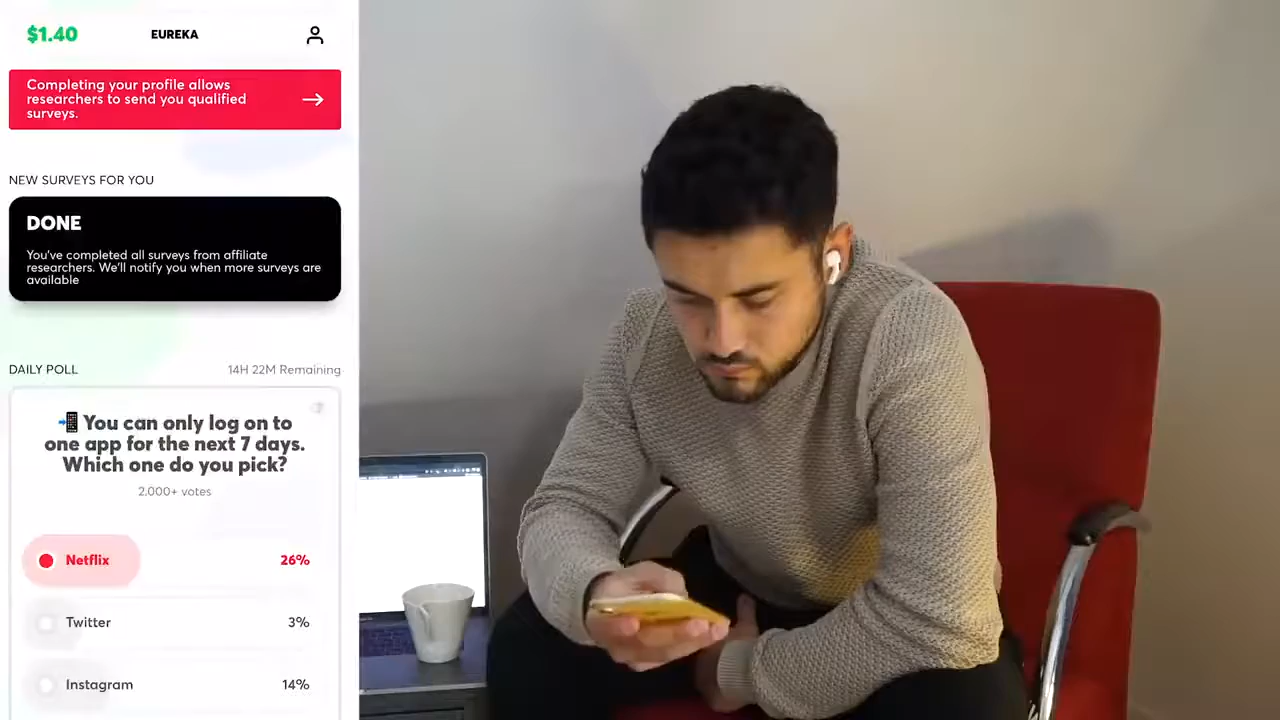 $1.40
EUREKA
Completing your profile allows
researchers to send you qualified
surveys.
NEW SURVEYS FOR YOU
DONE
You've completed all surveys from affiliate
researchers. We'll notify you when more surveys are
available
DAILY POLL
14H 22M Remaining
📲 You can only log on to
one app for the next 7 days.
Which one do you pick?
2,000+ votes
Netflix 26%
Twitter 3%
Instagram 14%